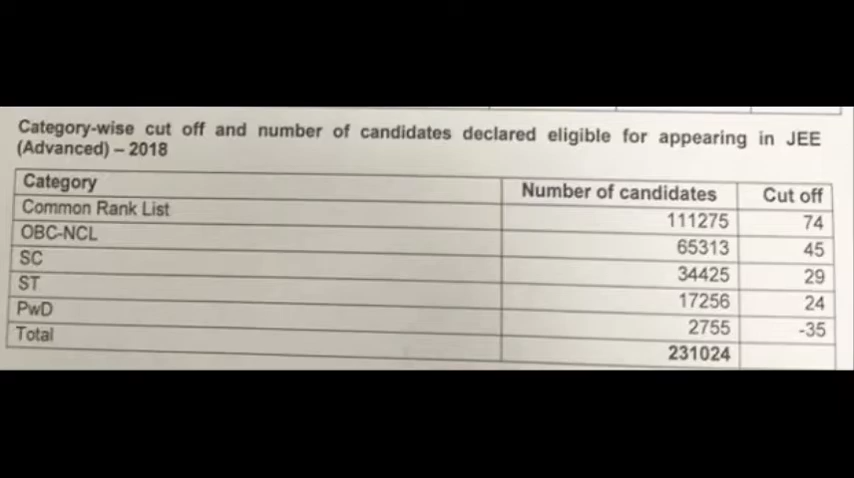 Category-wise cut off and number of candidates declared eligible for appearing in JEE
(Advanced) – 2018
Category Number of candidates Cut off
Common Rank List 111275 74
OBC-NCL 65313 45
SC 34425 29
ST 17256 24
PwD 2755 -35
Total 231024